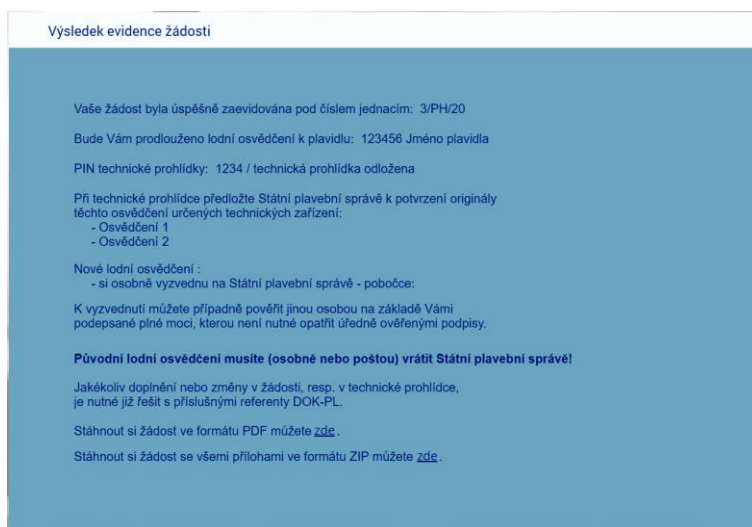 Výsledek evidence žádosti
Vaše žádost byla úspěšně zaevidována pod číslem jednacím: 3/PH/20
Bude Vám prodlouženo lodní osvědčení k plavidlu: 123456 Jméno plavidla
PIN technické prohlídky: 1234 / technická prohlídka odložena
Při technické prohlídce předložte Státní plavební správě k potvrzení originály
těchto osvědčení určených technických zařízení:
- Osvědčení 1
- Osvědčení 2
Nové lodní osvědčení :
- si osobně vyzvednu na Státní plavební správě - pobočce:
K vyzvednutí můžete případně pověřit jinou osobou na základě Vámi
podepsané plné moci, kterou není nutné opatřit úředně ověřenými podpisy.
Původní lodní osvědčení musíte (osobně nebo poštou) vrátit Státní plavební správě!
Jakékoliv doplnění nebo změny v žádosti, resp. v technické prohlídce,
je nutné již řešit s příslušnými referenty DOK-PL.
Stáhnout si žádost ve formátu PDF můžete zde.
Stáhnout si žádost se všemi přílohami ve formátu ZIP můžete zde.